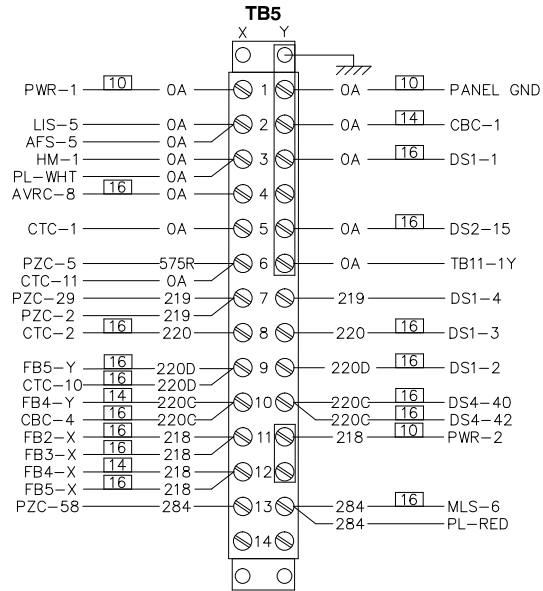 TB5
X Y
PWR-1 10 0A 1 0A 10 PANEL GND
LIS-5 0A 2 0A 14 CBC-1
AFS-5 0A
HM-1 0A 3 0A 16 DS1-1
PL-WHT 0A
AVRC-8 16 0A 4
CTC-1 0A 5 0A 16 DS2-15
PZC-5 575R 6 0A TB11-1Y
CTC-11 0A
PZC-29 219 7 219 DS1-4
PZC-2 219
CTC-2 16 220 8 220 16 DS1-3
FB5-Y 16 220D 9 220D 16 DS1-2
CTC-10 16 220D
FB4-Y 14 220C 10 220C 16 DS4-40
CBC-4 16 220C 220C 16 DS4-42
FB2-X 16 218 11 218 10 PWR-2
FB3-X 16 218
FB4-X 14 218 12
FB5-X 16 218
PZC-58 284 13 284 16 MLS-6
284 PL-RED
14